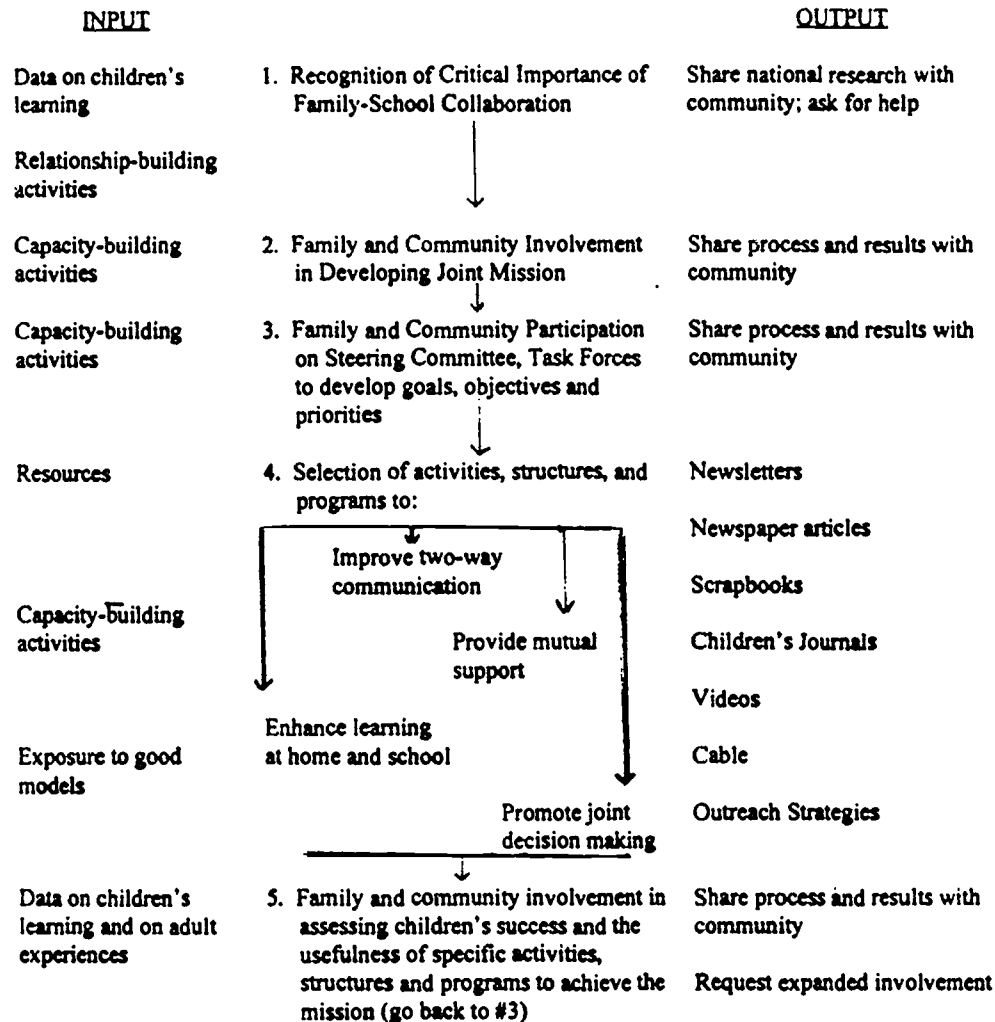 INPUT
OUTPUT
Data on children's
learning
1. Recognition of Critical Importance of
Family-School Collaboration
Share national research with
community; ask for help
Relationship-building
activities
Capacity-building
activities
2. Family and Community Involvement
in Developing Joint Mission
Share process and results with
community
Capacity-building
activities
3. Family and Community Participation
on Steering Committee, Task Forces
to develop goals, objectives and
priorities
Share process and results with
community
Resources
4. Selection of activities, structures, and
programs to:
Newsletters
Newspaper articles
Improve two-way
communication
Scrapbooks
Capacity-building
activities
Provide mutual
support
Children's Journals
Videos
Enhance learning
at home and school
Exposure to good
models
Cable
Promote joint
decision making
Outreach Strategies
Data on children's
learning and on adult
experiences
5. Family and community involvement in
assessing children's success and the
usefulness of specific activities,
structures and programs to achieve the
mission (go back to #3)
Share process and results with
community
Request expanded involvement